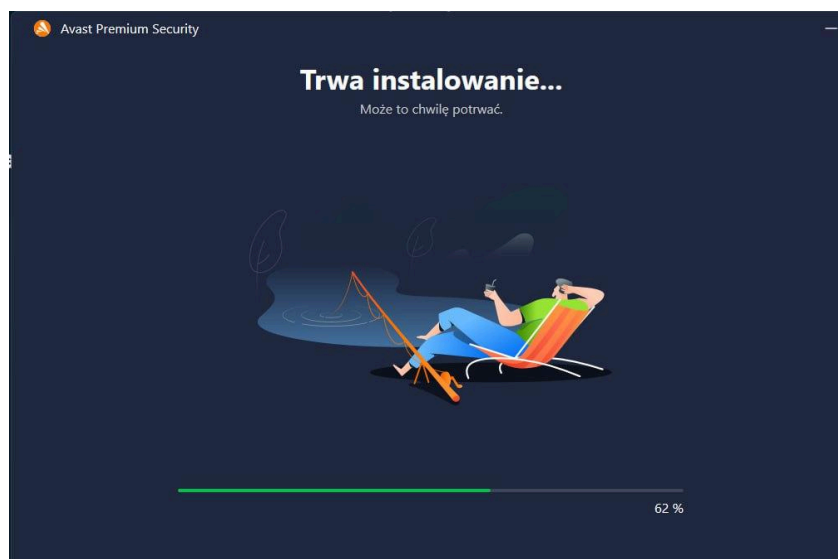 Avast Premium Security
Trwa instalowanie...
Może to chwilę potrwać.
62 %